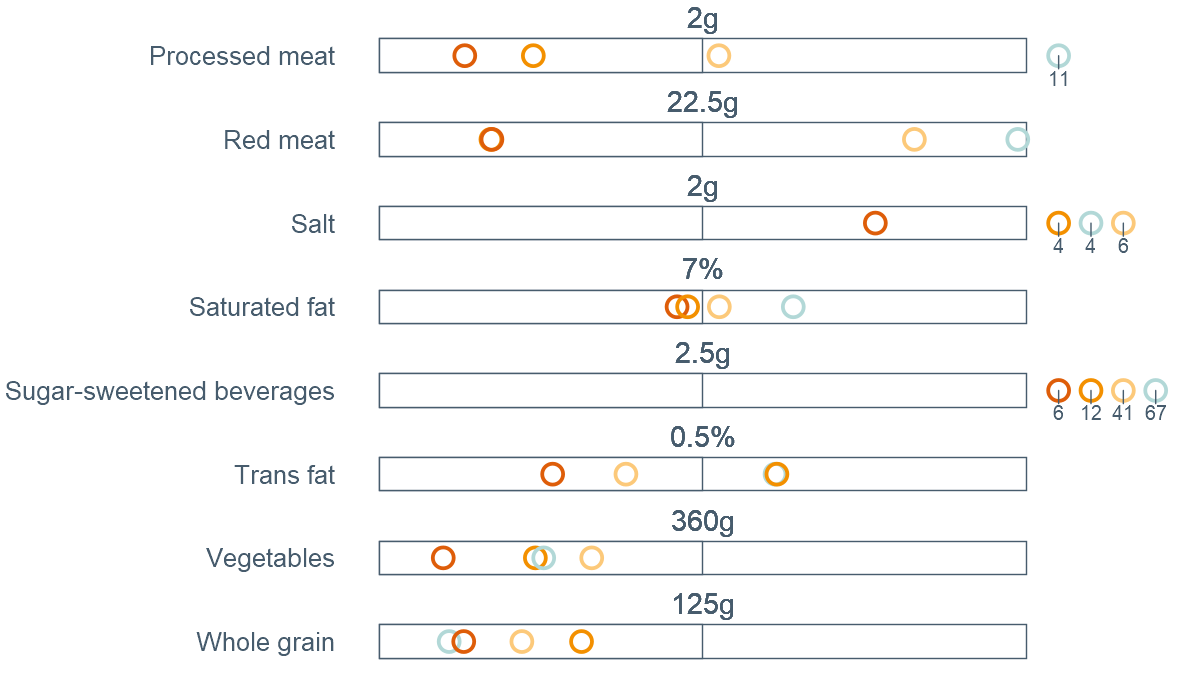 2g
Processed meat
11
22.5g
Red meat
2g
Salt
4 4 6
7%
Saturated fat
2.5g
Sugar-sweetened beverages
6 12 41 67
0.5%
Trans fat
360g
Vegetables
125g
Whole grain